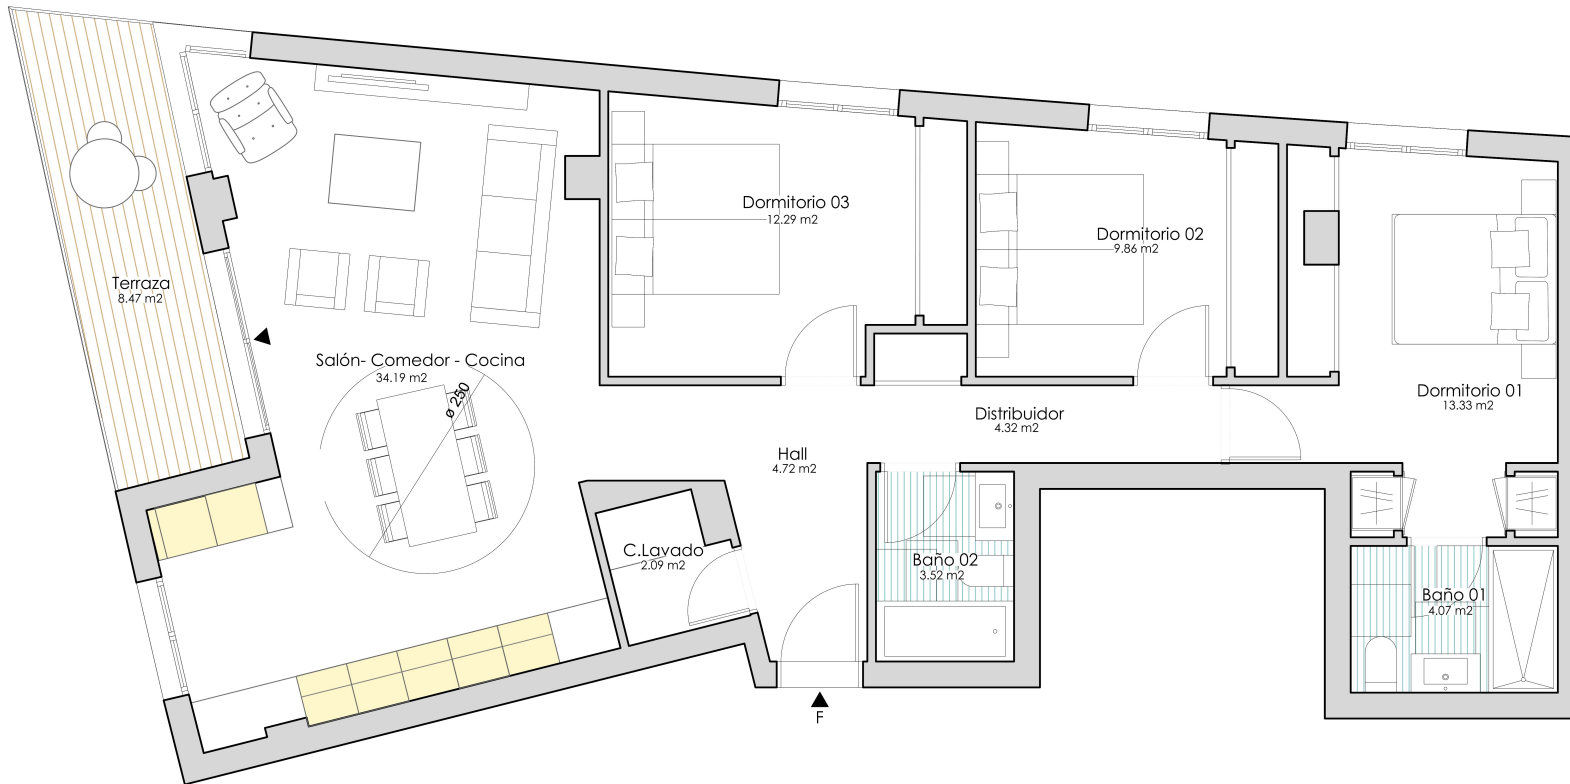 Dormitorio 03
12.29 m2
Dormitorio 02
9.86 m2
Terraza
8.47 m2
Salón- Comedor - Cocina
34.19 m2
ø 250
Dormitorio 01
13.33 m2
Distribuidor
4.32 m2
Hall
4.72 m2
C.Lavado
2.09 m2
Baño 02
3.52 m2
Baño 01
4.07 m2
F